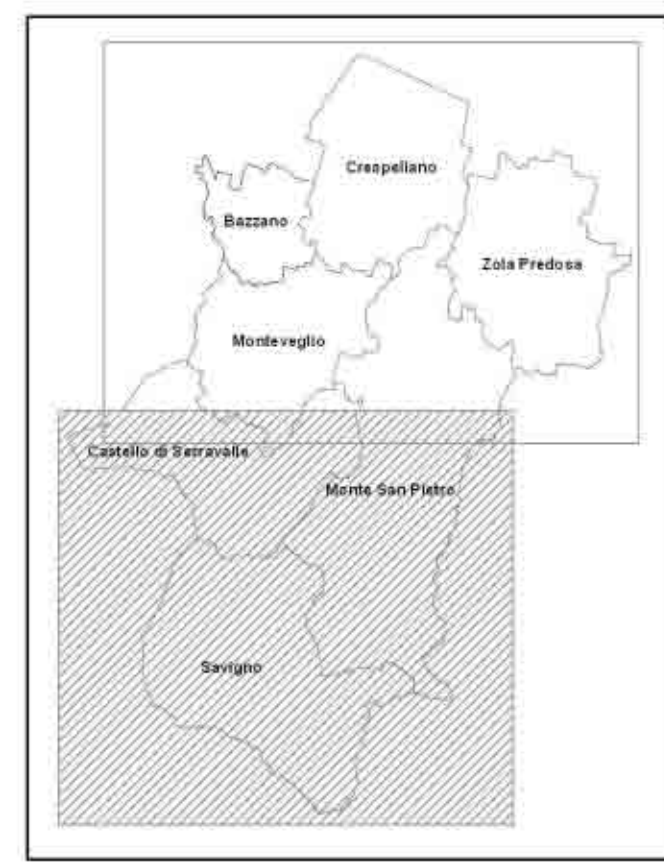 Crespellano
Bazzano
Zola Predosa
Monteveglio
Castello di Serravalle
Monte San Pietro
Savigno